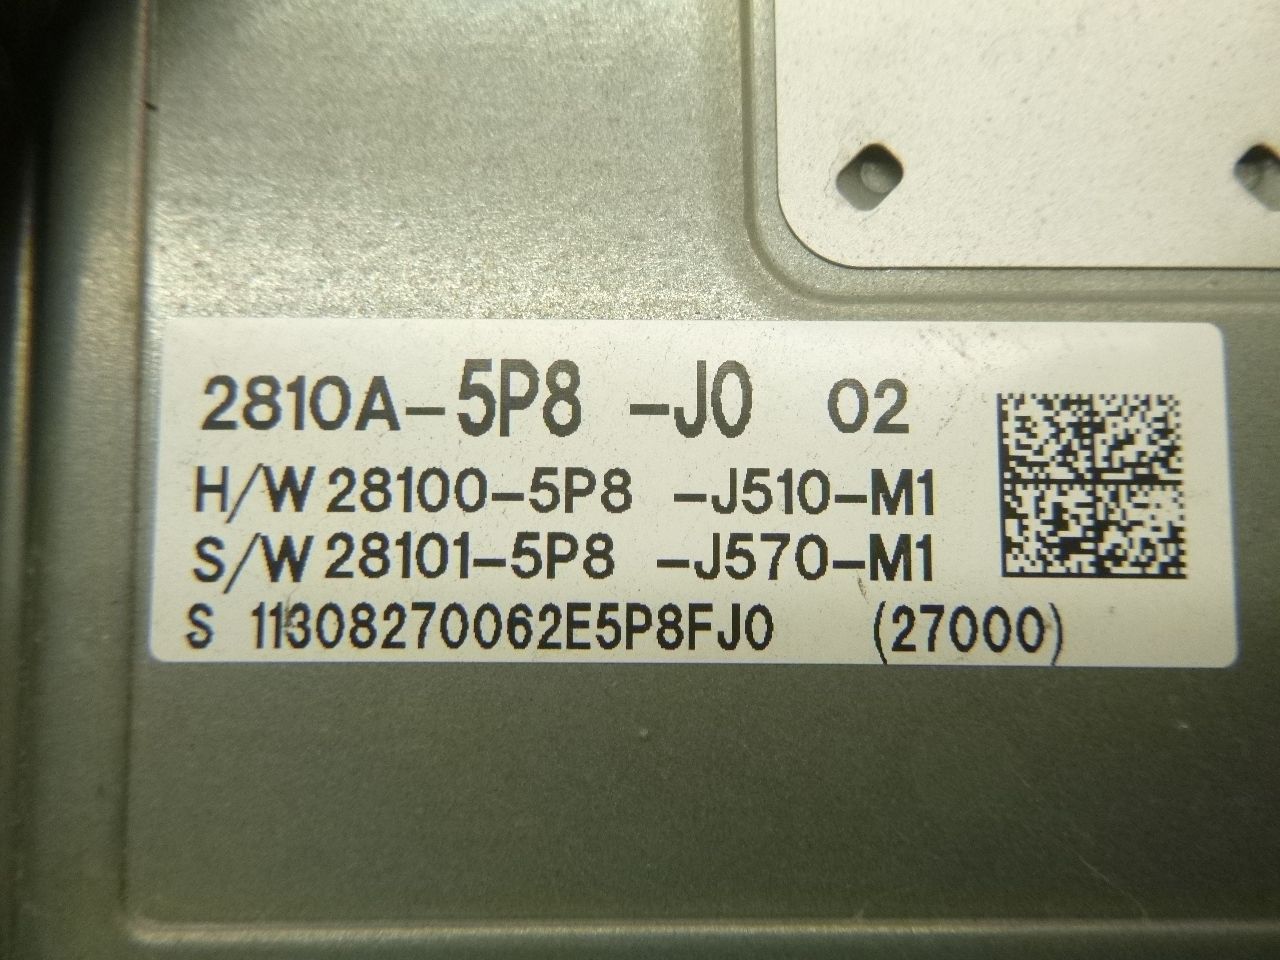 2810A-5P8 -J0 02
H/W 28100-5P8 -J510-M1
S/W 28101-5P8 -J570-M1
S 11308270062E5P8FJ0 (27000)